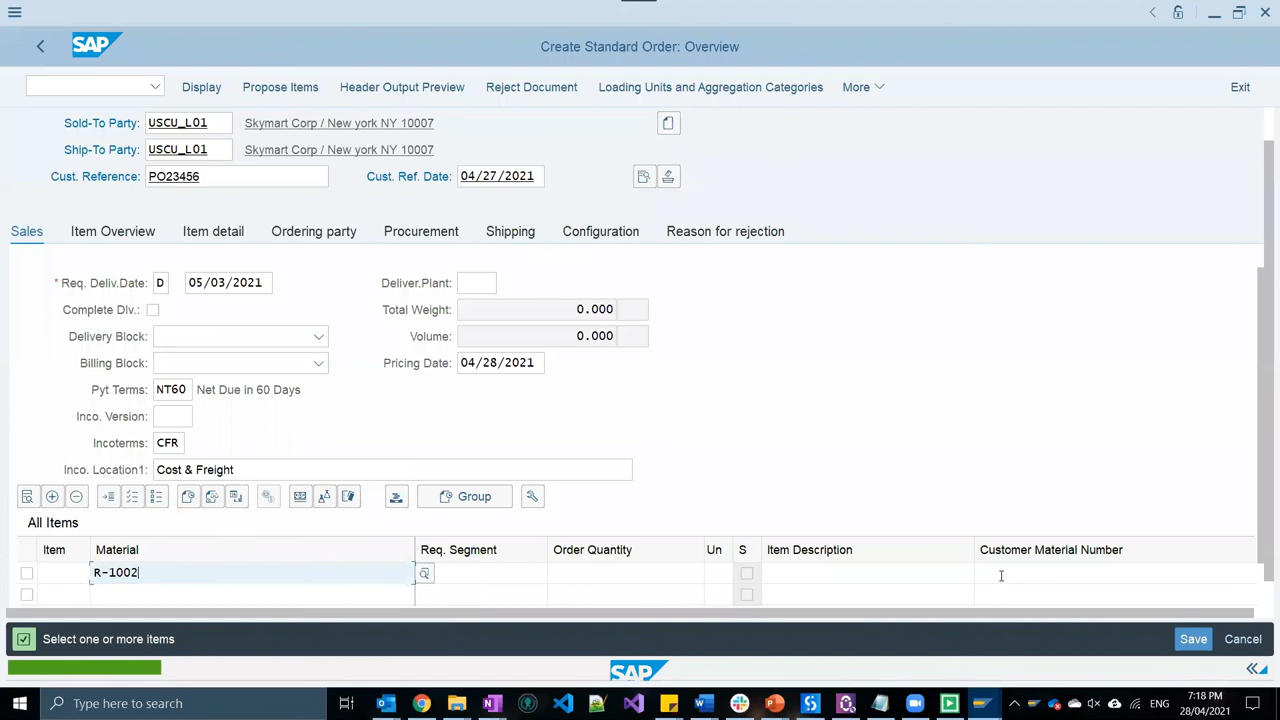 SAP
Create Standard Order: Overview
Display Propose Items Header Output Preview Reject Document Loading Units and Aggregation Categories More Exit
Sold-To Party: USCU_L01 Skymart Corp / New york NY 10007
Ship-To Party: USCU_L01 Skymart Corp / New york NY 10007
Cust. Reference: PO23456 Cust. Ref. Date: 04/27/2021
Sales Item Overview Item detail Ordering party Procurement Shipping Configuration Reason for rejection
* Req. Deliv.Date: D 05/03/2021 Deliver.Plant:
Complete Dlv.: Total Weight: 0.000
Delivery Block: Volume: 0.000
Billing Block: Pricing Date: 04/28/2021
Pyt Terms: NT60 Net Due in 60 Days
Inco. Version:
Incoterms: CFR
Inco. Location1: Cost & Freight
Group
All Items
Item Material Req. Segment Order Quantity Un S Item Description Customer Material Number
R-1002
Select one or more items Save Cancel
SAP
Type here to search ENG 7:18 PM
28/04/2021